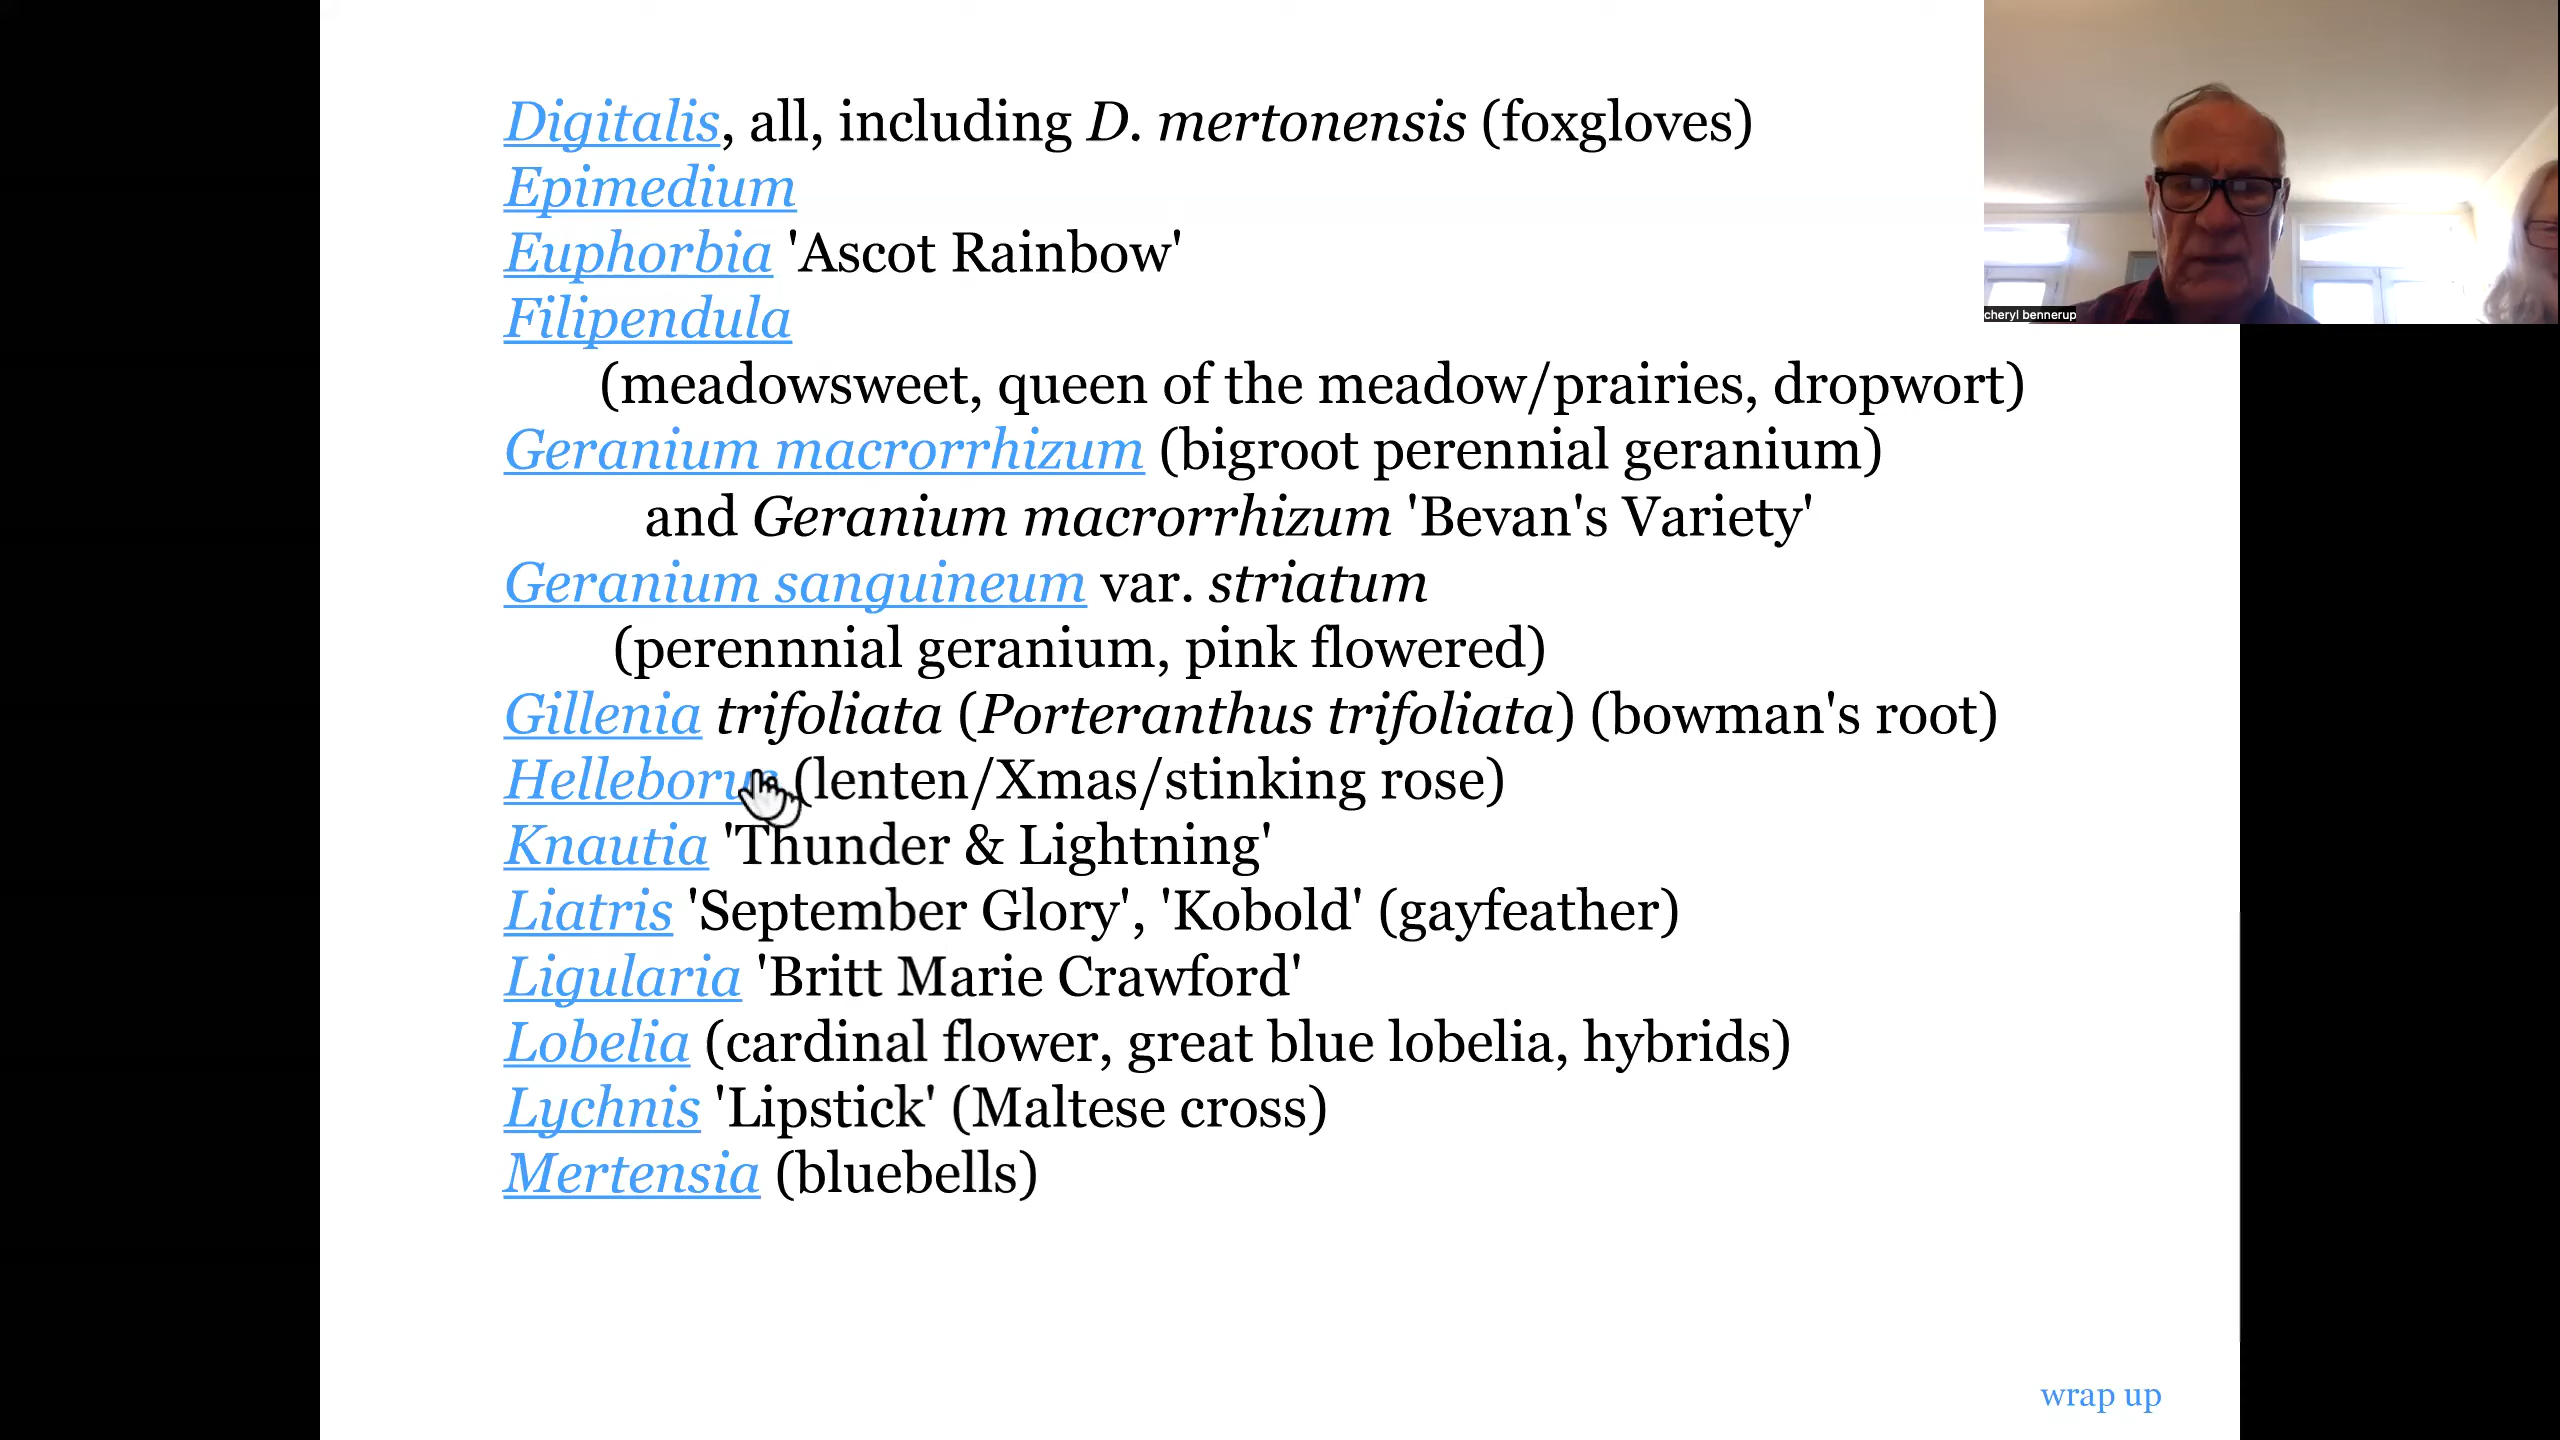 Digitalis, all, including D. mertonensis (foxgloves)
Epimedium
Euphorbia 'Ascot Rainbow'
Filipendula
(meadowsweet, queen of the meadow/prairies, dropwort)
Geranium macrorrhizum (bigroot perennial geranium)
and Geranium macrorrhizum 'Bevan's Variety'
Geranium sanguineum var. striatum
(perennnial geranium, pink flowered)
Gillenia trifoliata (Porteranthus trifoliata) (bowman's root)
Helleborus (lenten/Xmas/stinking rose)
Knautia 'Thunder & Lightning'
Liatris 'September Glory', 'Kobold' (gayfeather)
Ligularia 'Britt Marie Crawford'
Lobelia (cardinal flower, great blue lobelia, hybrids)
Lychnis 'Lipstick' (Maltese cross)
Mertensia (bluebells)
wrap up
cheryl bennerup